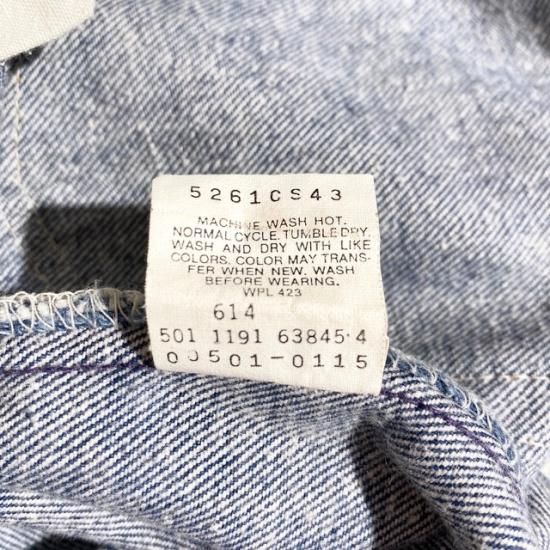 5261CS43
MACHINE WASH HOT.
NORMAL CYCLE. TUMBLE DRY.
WASH AND DRY WITH LIKE
COLORS. COLOR MAY TRANS-
FER WHEN NEW. WASH
BEFORE WEARING.
WPL 423
614
501 1191 63845·4
00501-0115